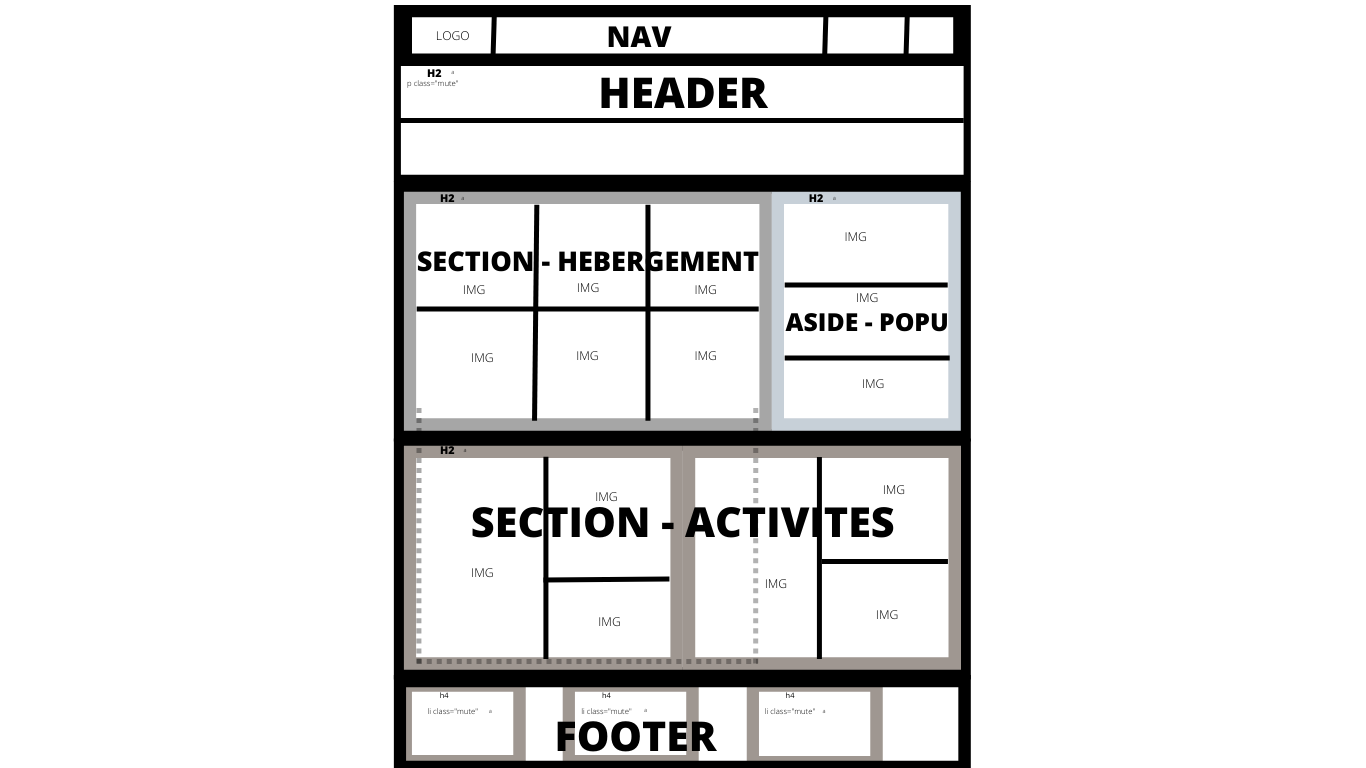 LOGO
NAV
H2 a
p class="mute"
HEADER
H2 a
H2 a
IMG
SECTION - HEBERGEMENT
IMG
IMG
IMG
IMG
ASIDE - POPU
IMG
IMG
IMG
IMG
H2 a
IMG
IMG
SECTION - ACTIVITES
IMG
IMG
IMG
IMG
h4
h4
h4
li class="mute" a
li class="mute" a
li class="mute" a
FOOTER